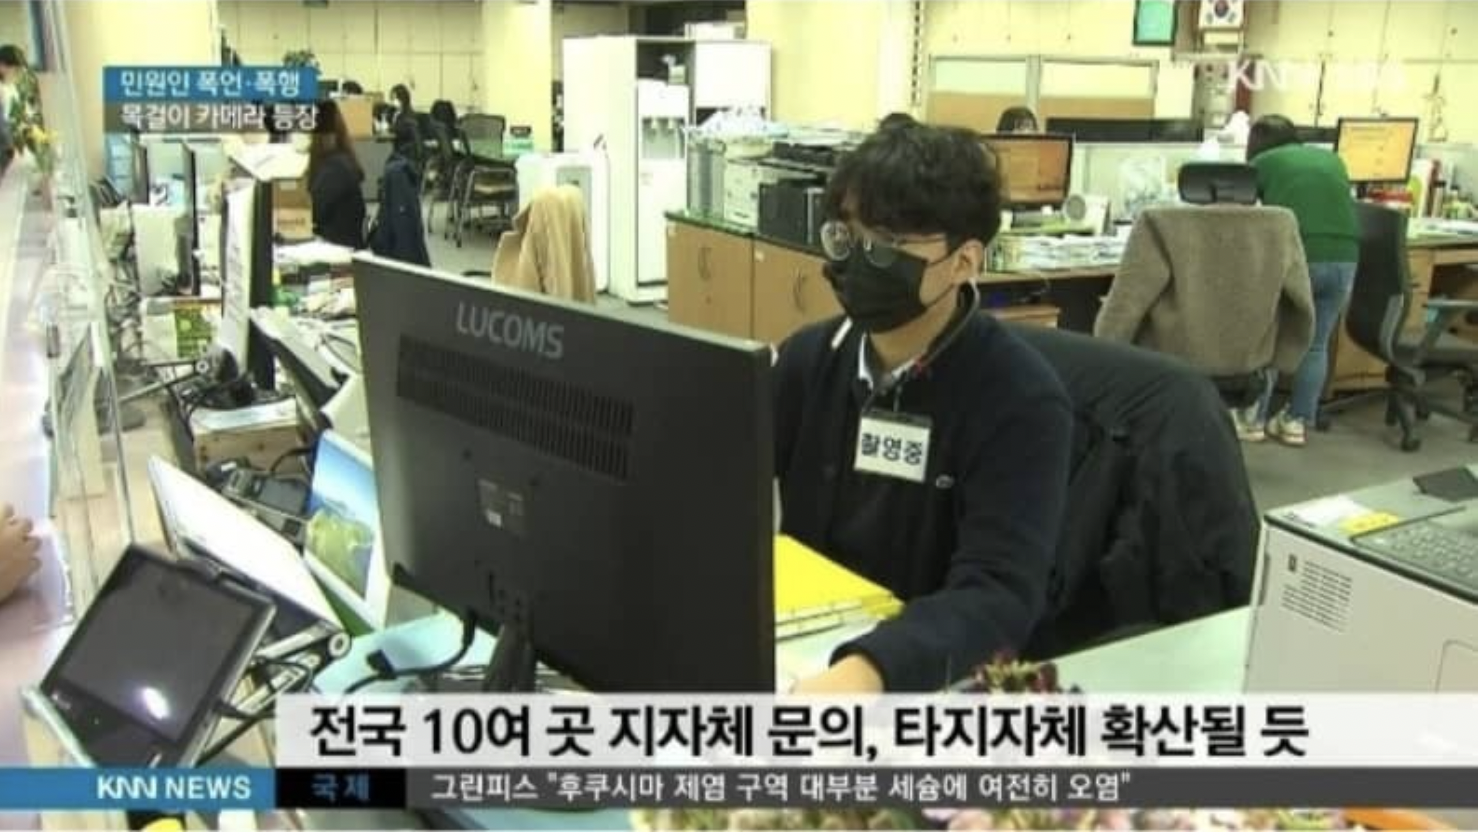 민원인 폭언·폭행
목걸이 카메라 등장
KNN
LUCOMS
촬영중
전국 10여 곳 지자체 문의, 타지자체 확산될 듯
KNN NEWS
국 제
그린피스 "후쿠시마 제염 구역 대부분 세슘에 여전히 오염"